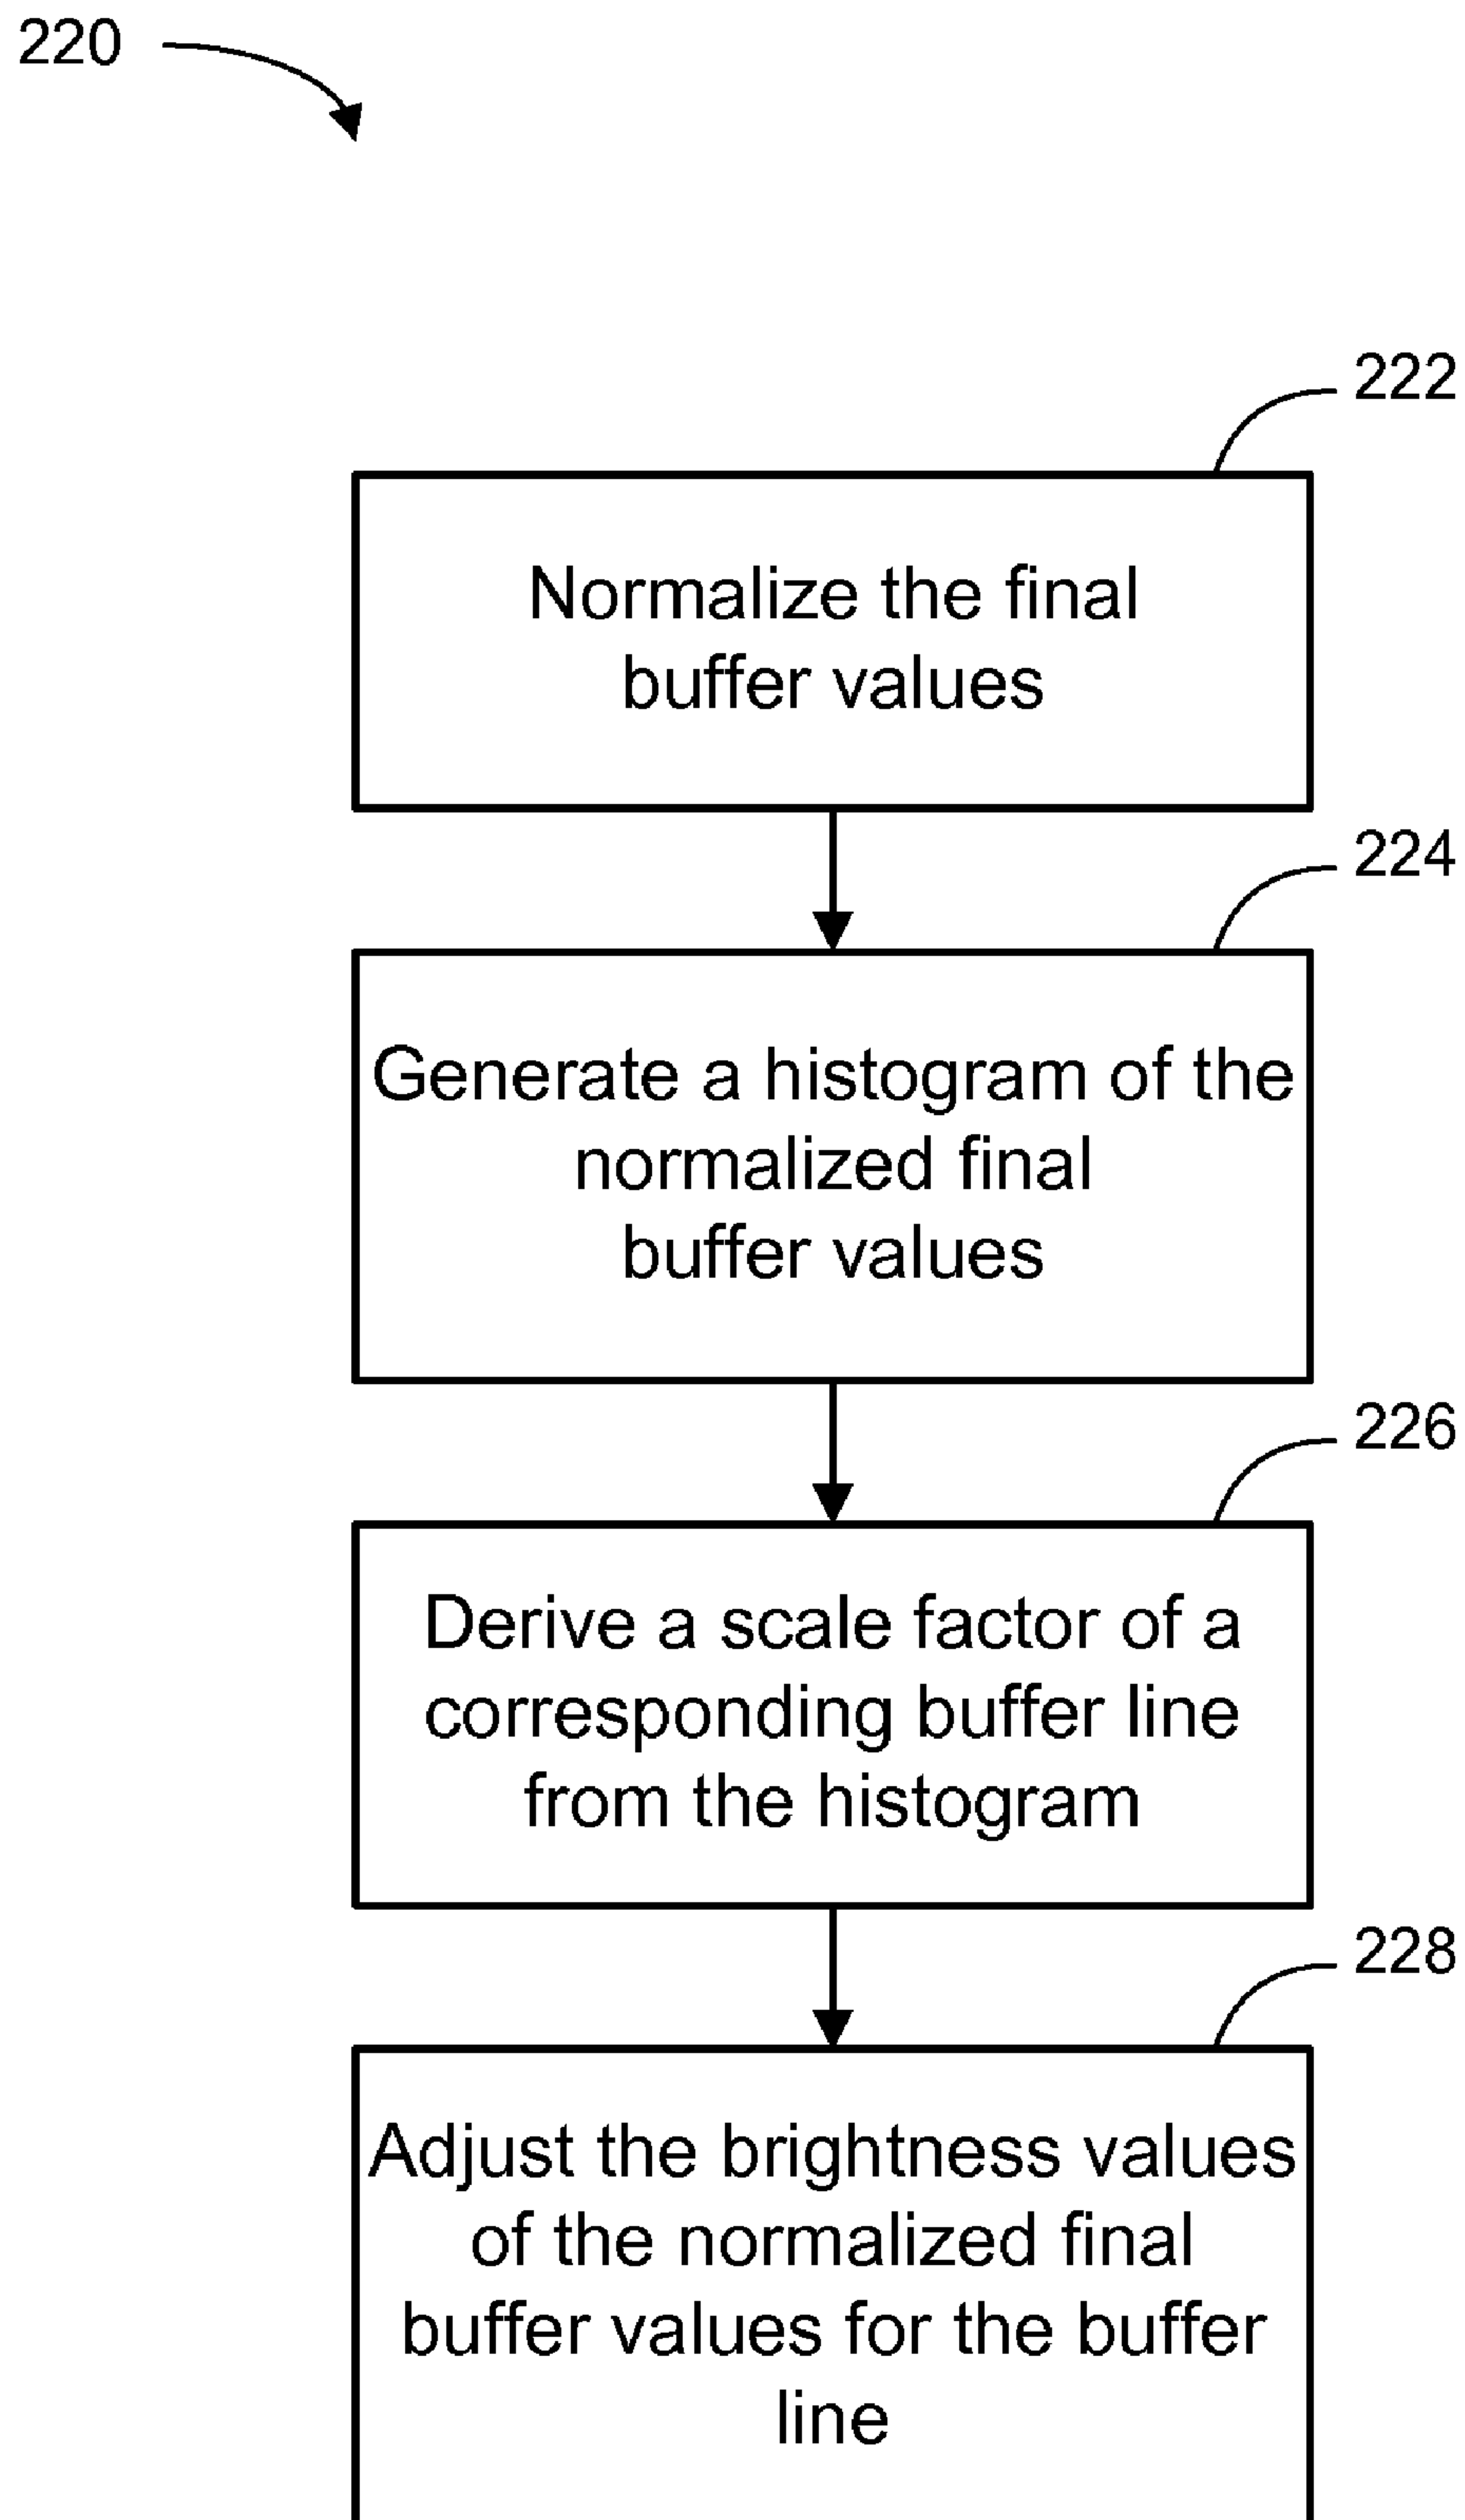 220
222
Normalize the final
buffer values
224
Generate a histogram of the
normalized final
buffer values
226
Derive a scale factor of a
corresponding buffer line
from the histogram
228
Adjust the brightness values
of the normalized final
buffer values for the buffer
line